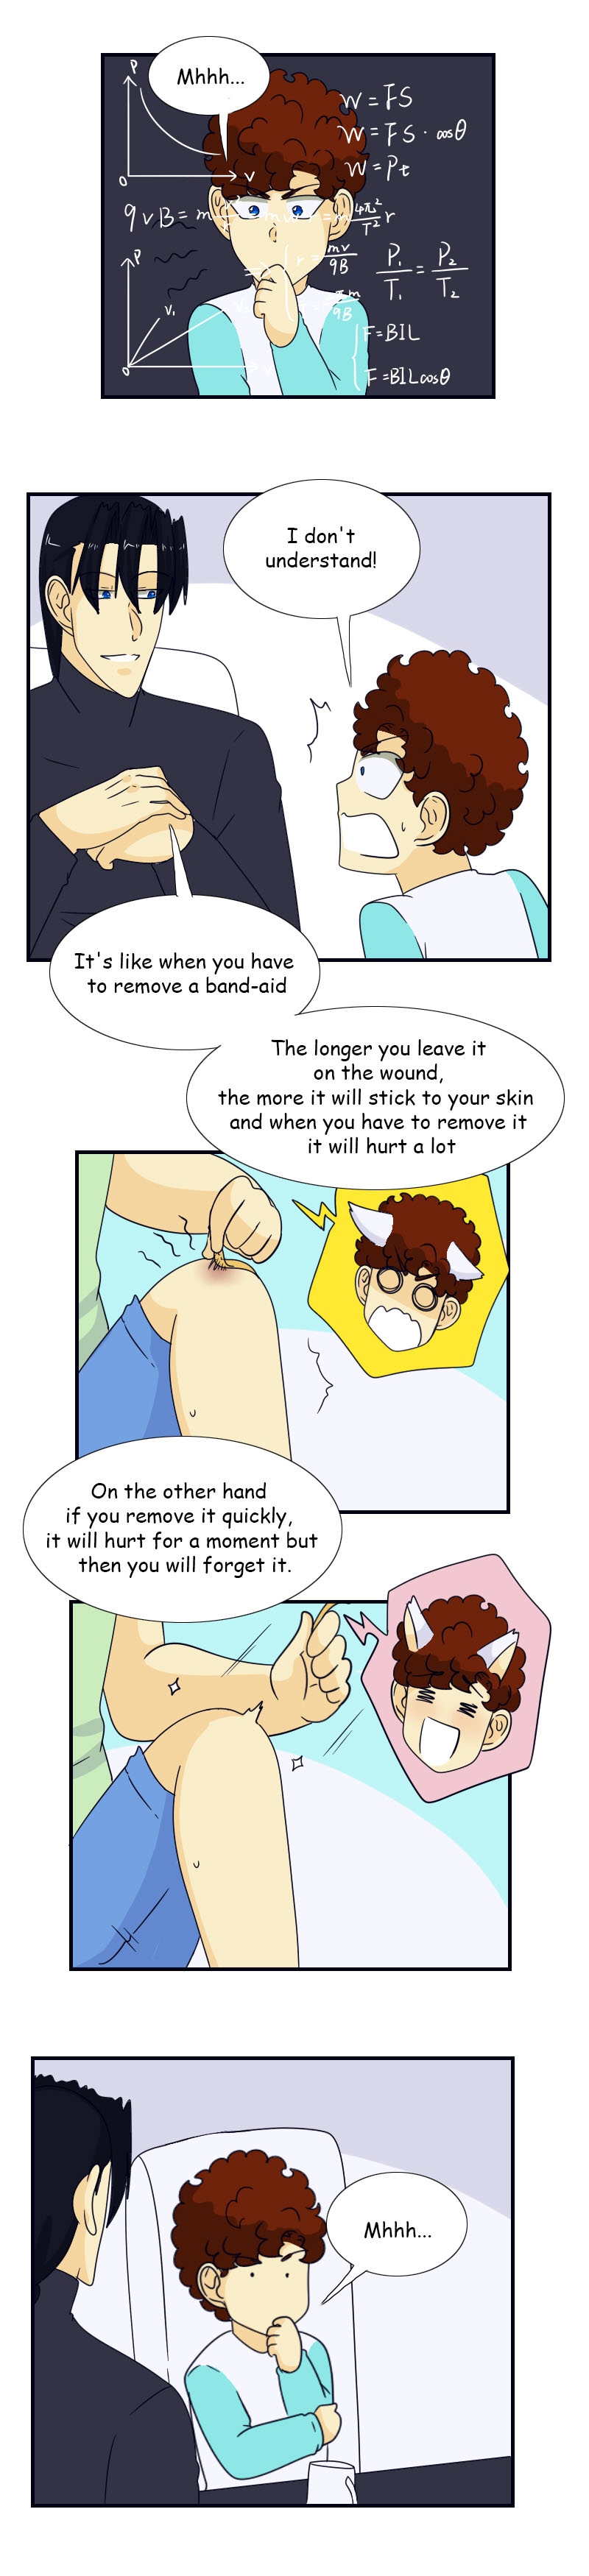 Mhhh...
P
O
V
W = FS
W = FS · cosθ
W = Pt
P₁/T₁ = P₂/T₂
P
V₁
O
F=BIL
F=BILcosθ
I don't
understand!
It's like when you have
to remove a band-aid
The longer you leave it
on the wound,
the more it will stick to your skin
and when you have to remove it
it will hurt a lot
On the other hand
if you remove it quickly,
it will hurt for a moment but
then you will forget it.
Mhhh...